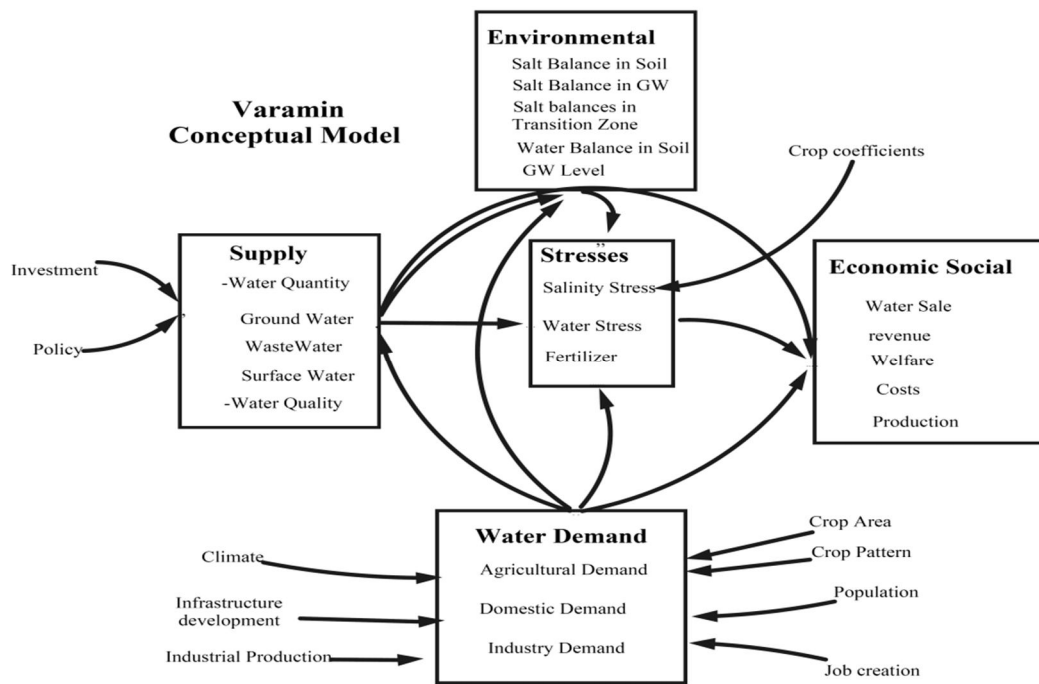 Varamin
Conceptual Model
Environmental
Salt Balance in Soil
Salt Balance in GW
Salt balances in
Transition Zone
Water Balance in Soil
GW Level
Crop coefficients
Investment
Policy
Supply
-Water Quantity
Ground Water
WasteWater
Surface Water
-Water Quality
Stresses
Salinity Stress
Water Stress
Fertilizer
Economic Social
Water Sale
revenue
Welfare
Costs
Production
Water Demand
Agricultural Demand
Domestic Demand
Industry Demand
Climate
Infrastructure
development
Industrial Production
Crop Area
Crop Pattern
Population
Job creation